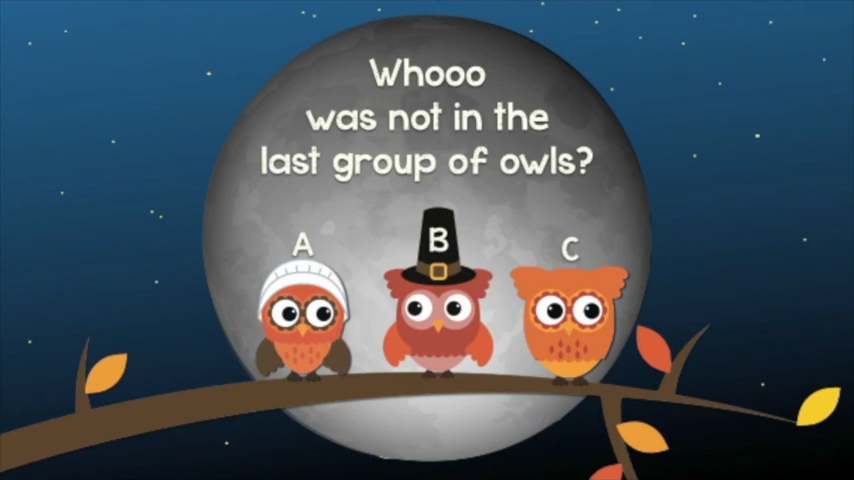 Whooo
was not in the
last group of owls?
A
B
C